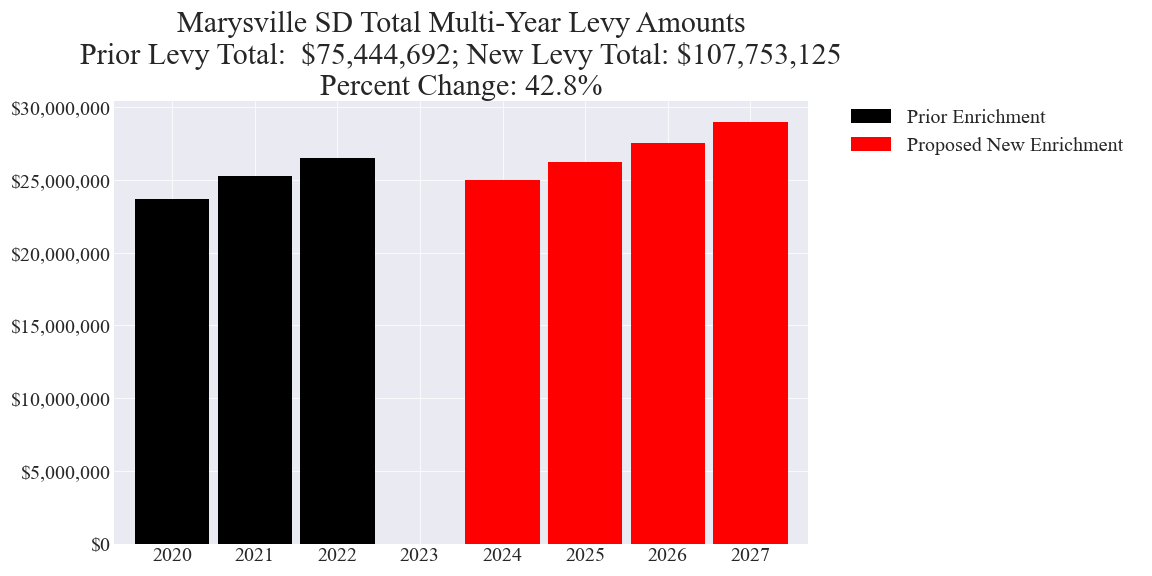 Marysville SD Total Multi-Year Levy Amounts
Prior Levy Total:  $75,444,692; New Levy Total: $107,753,125
Percent Change: 42.8%
Prior Enrichment
Proposed New Enrichment
$30,000,000
$25,000,000
$20,000,000
$15,000,000
$10,000,000
$5,000,000
$0
2020 2021 2022 2023 2024 2025 2026 2027